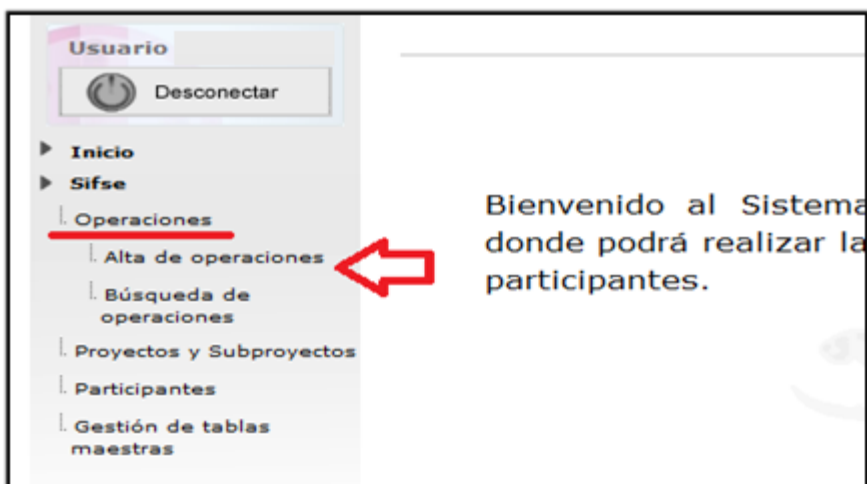 Usuario
Desconectar
Inicio
Sifse
Operaciones
Alta de operaciones
Búsqueda de
operaciones
Proyectos y Subproyectos
Participantes
Gestión de tablas
maestras
Bienvenido al Sistema
donde podrá realizar la
participantes.